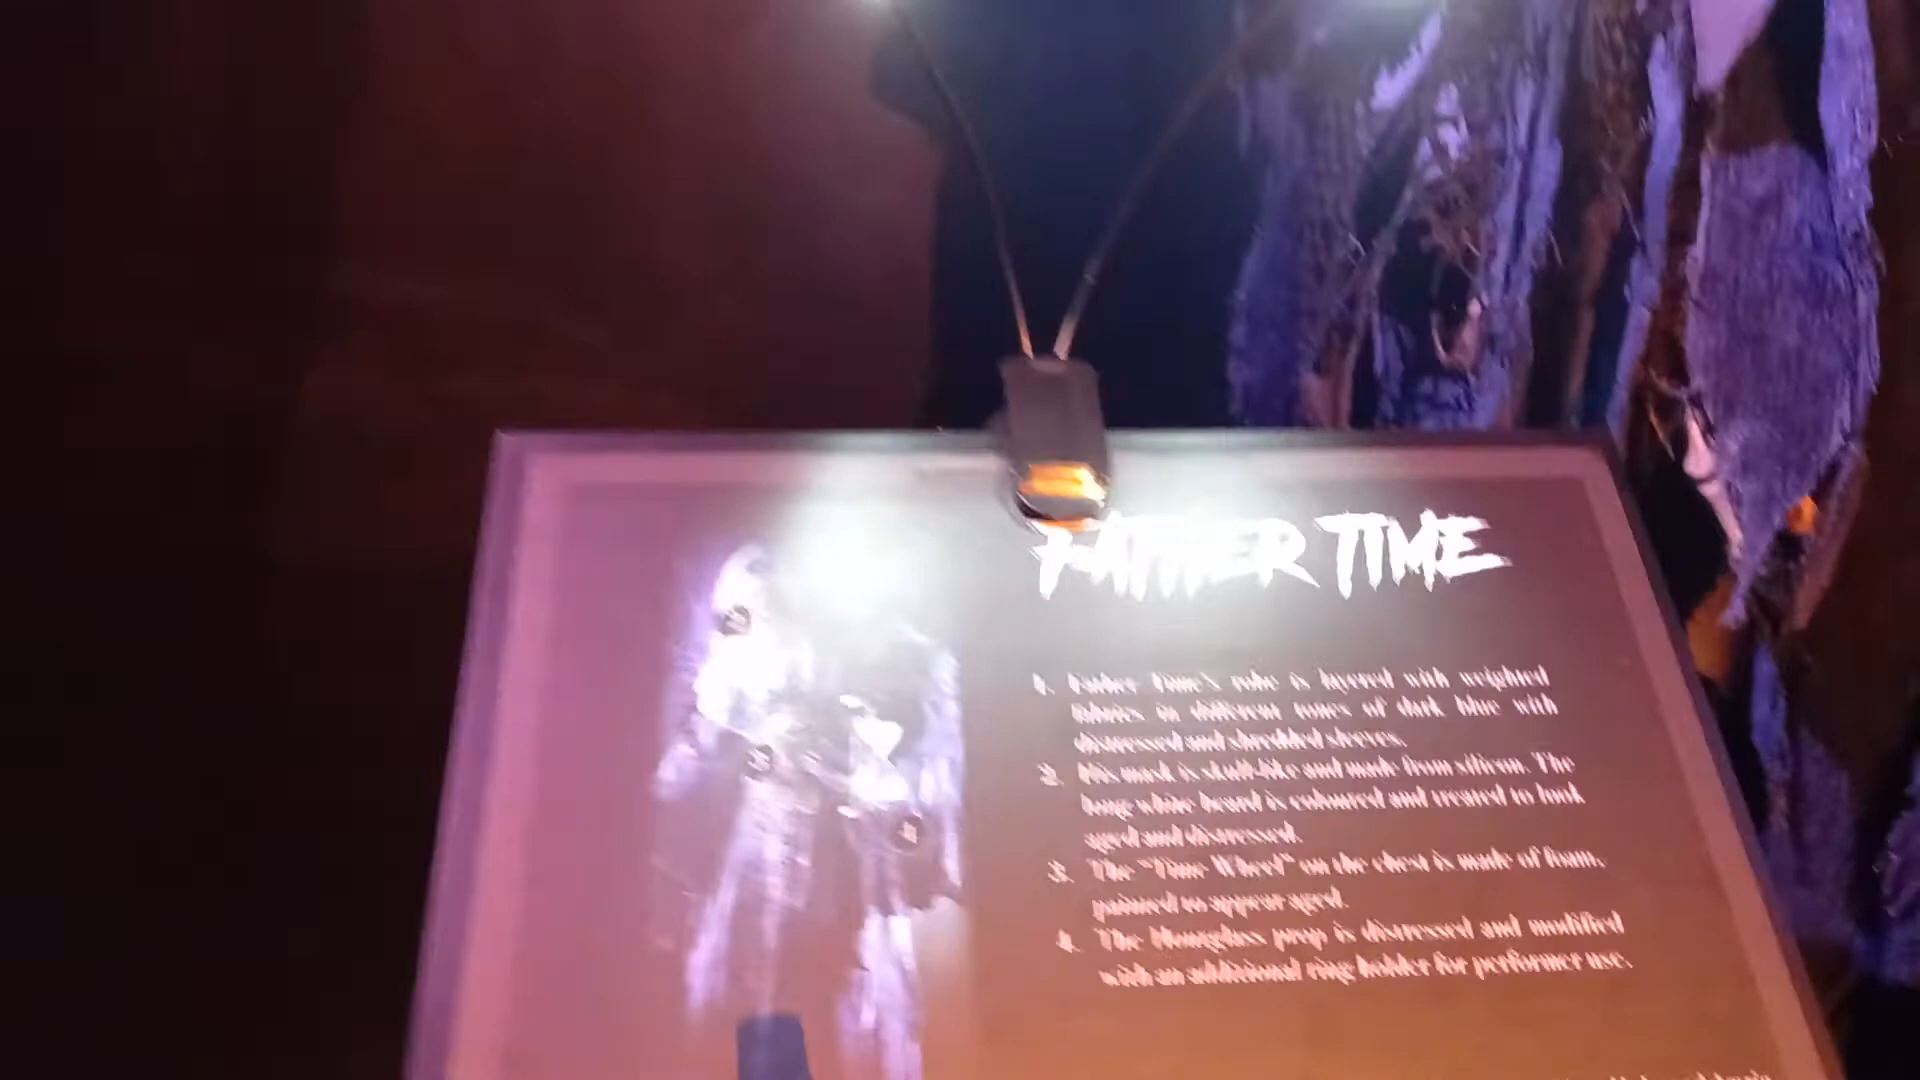 FATHER TIME
1. Father Time's robe is layered with weighted
fabrics in different tones of dark blue with
distressed and shredded sleeves.
2. His mask is skull-like and made from silicon. The
long white beard is coloured and treated to look
aged and distressed.
3. The "Time Wheel" on the chest is made of foam,
painted to appear aged.
4. The Hourglass prop is distressed and modified
with an additional ring holder for performer use.